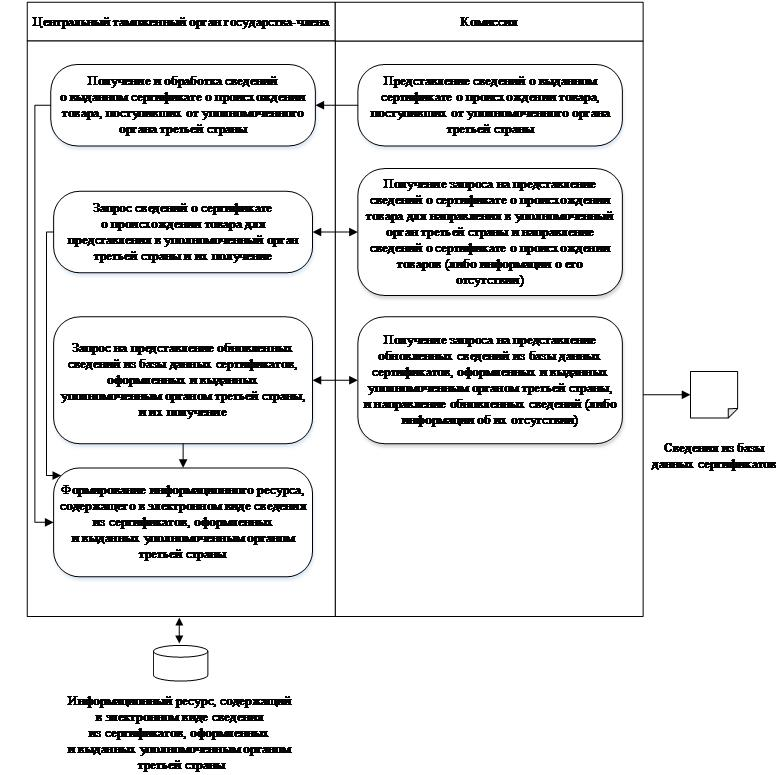 Центральный таможенный орган государства-члена
Комиссия
Получение и обработка сведений
о выданном сертификате о происхождении
товара, поступивших от уполномоченного
органа третьей страны
Представление сведений о выданном
сертификате о происхождении товара,
поступивших от уполномоченного органа
третьей страны
Запрос сведений о сертификате
о происхождении товара для
представления в уполномоченный орган
третьей страны и их получение
Получение запроса на представление
сведений о сертификате о происхождении
товара для направления в уполномоченный
орган третьей страны и направление
сведений о сертификате о происхождении
товаров (либо информации о его
отсутствии)
Запрос на представление обновленных
сведений из базы данных сертификатов,
оформленных и выданных
уполномоченным органом третьей страны,
и их получение
Получение запроса на представление
обновленных сведений из базы данных
сертификатов, оформленных и выданных
уполномоченным органом третьей страны,
и направление обновленных сведений (либо
информации об их отсутствии)
Сведения из базы
данных сертификатов
Формирование информационного ресурса,
содержащего в электронном виде сведения
из сертификатов, оформленных
и выданных уполномоченным органом
третьей страны
Информационный ресурс, содержащий
в электронном виде сведения
из сертификатов, оформленных
и выданных уполномоченным органом
третьей страны